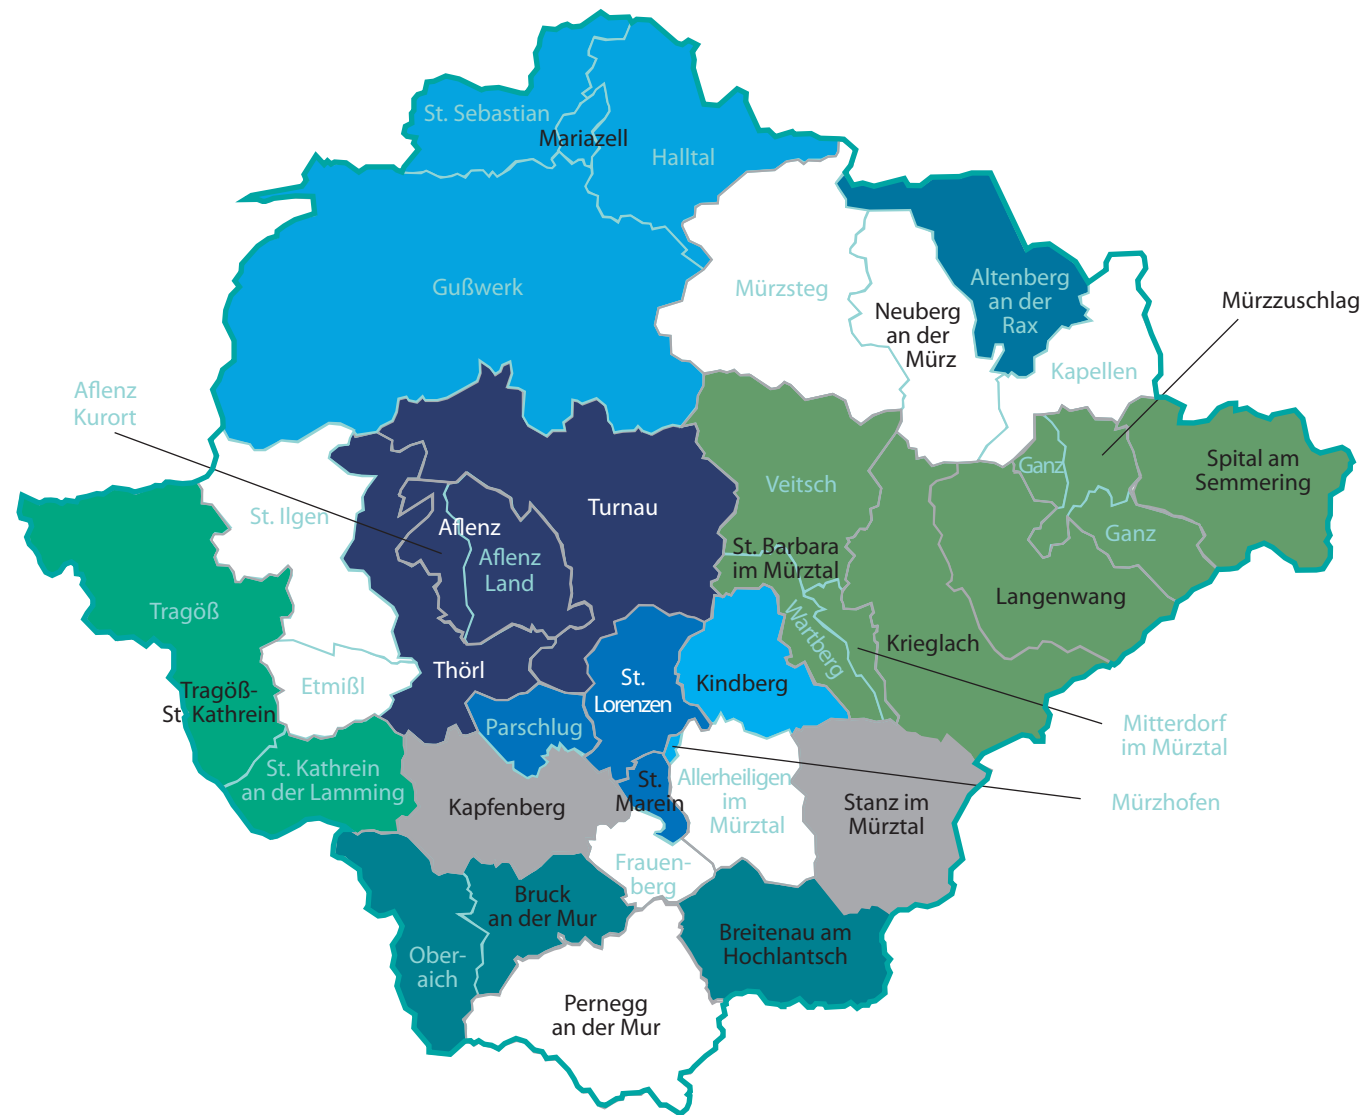 St. Sebastian
Mariazell
Halltal
Gußwerk
Mürzsteg
Altenberg
an der
Rax
Neuberg
an der
Mürz
Mürzzuschlag
Kapellen
Aflenz
Kurort
Veitsch
Ganz
Spital am
Semmering
St. Ilgen
Turnau
Aflenz
Aflenz
Land
Ganz
St. Barbara
im Mürztal
Langenwang
Tragöß
Wartberg
Krieglach
Thörl
Etmißl
St.
Lorenzen
Kindberg
Tragöß-
St. Kathrein
Parschlug
Mitterdorf
im Mürztal
St. Kathrein
an der Lamming
St.
Marein
Allerheiligen
im
Mürztal
Mürzhofen
Kapfenberg
Stanz im
Mürztal
Frauen-
berg
Bruck
an der Mur
Breitenau am
Hochlantsch
Ober-
aich
Pernegg
an der Mur